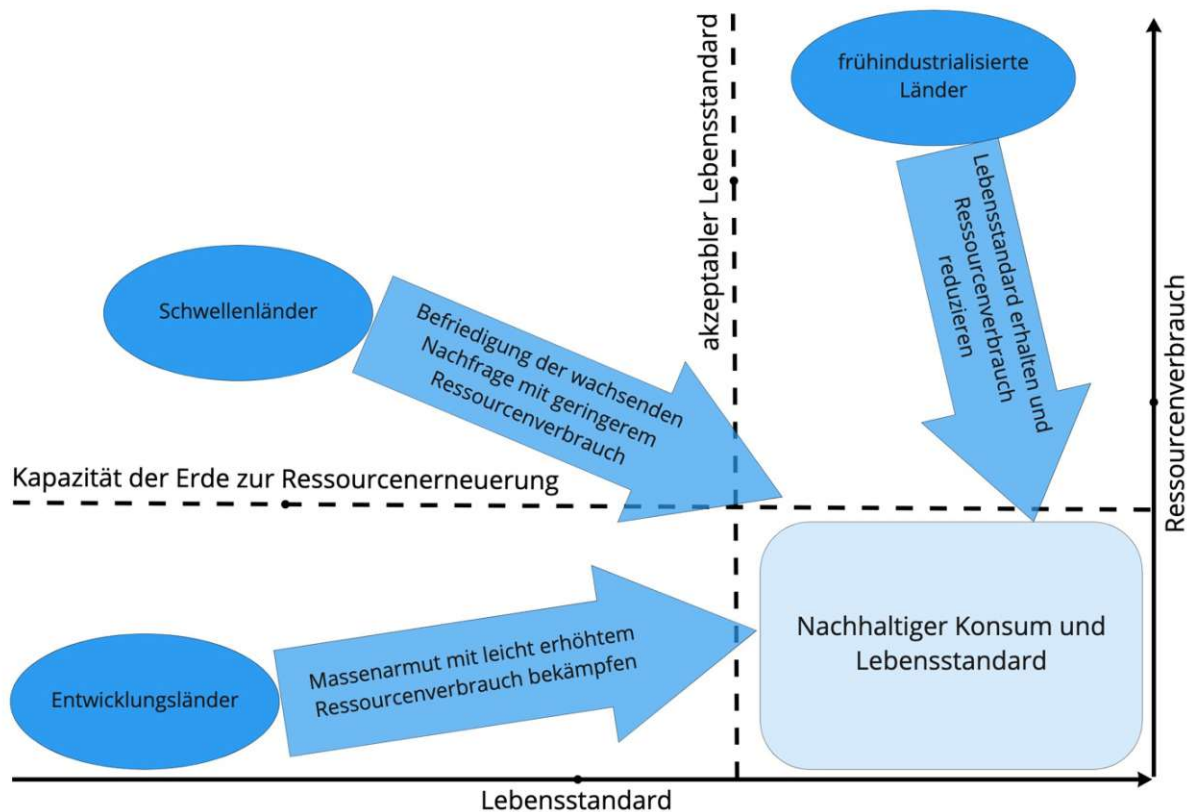 frühindustrialisierte
Länder
akzeptabler Lebensstandard
Lebensstandard erhalten und
Ressourcenverbrauch
reduzieren
Schwellenländer
Befriedigung der wachsenden
Nachfrage mit geringerem
Ressourcenverbrauch
Ressourcenverbrauch
Kapazität der Erde zur Ressourcenerneuerung
Massenarmut mit leicht erhöhtem
Ressourcenverbrauch bekämpfen
Entwicklungsländer
Nachhaltiger Konsum und
Lebensstandard
Lebensstandard